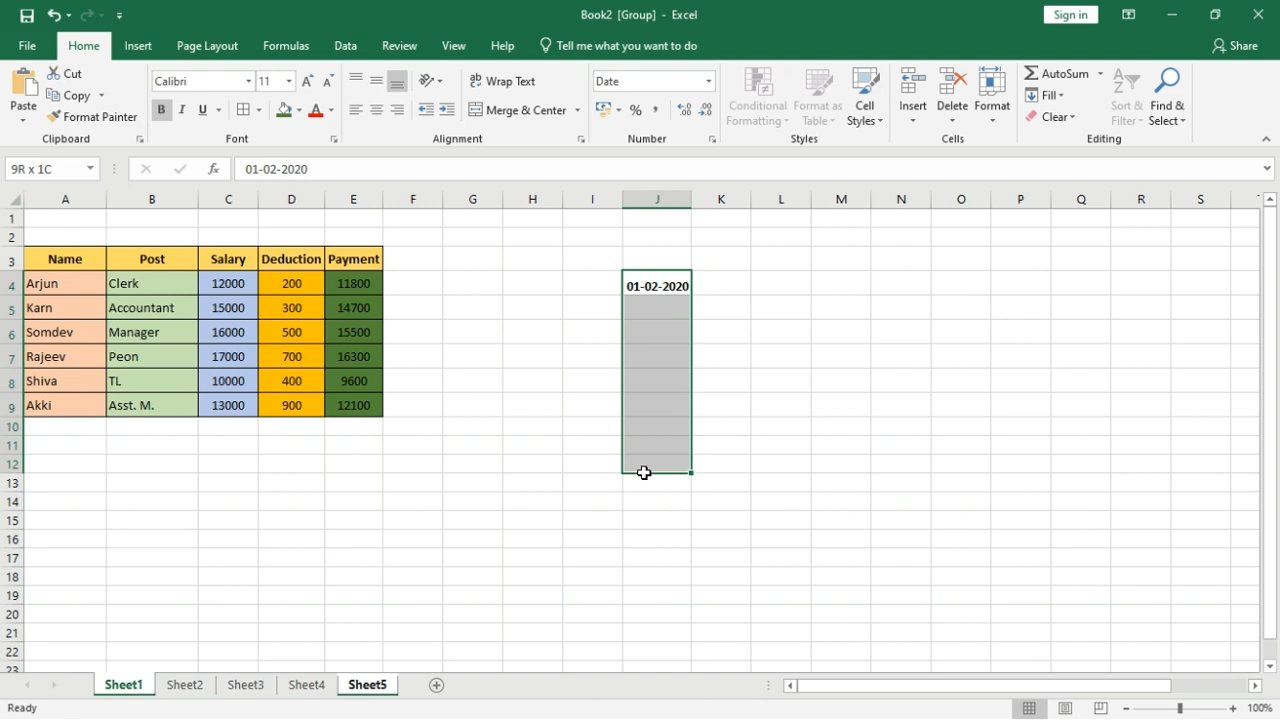 Book2 [Group] - Excel
Sign in
File Home Insert Page Layout Formulas Data Review View Help Tell me what you want to do Share
Paste
Cut
Copy
Format Painter
Clipboard
Calibri 11
B I U
Font
Wrap Text
Merge & Center
Alignment
Date
%
Number
Conditional Formatting
Format as Table
Cell Styles
Styles
Insert
Delete
Format
Cells
AutoSum
Fill
Clear
Sort & Filter
Find & Select
Editing
9R x 1C fx 01-02-2020
A B C D E F G H I J K L M N O P Q R S
1
2
3 Name Post Salary Deduction Payment
4 Arjun Clerk 12000 200 11800 01-02-2020
5 Karn Accountant 15000 300 14700
6 Somdev Manager 16000 500 15500
7 Rajeev Peon 17000 700 16300
8 Shiva TL 10000 400 9600
9 Akki Asst. M. 13000 900 12100
10
11
12
13
14
15
16
17
18
19
20
21
22
23
Sheet1 Sheet2 Sheet3 Sheet4 Sheet5
Ready 100%